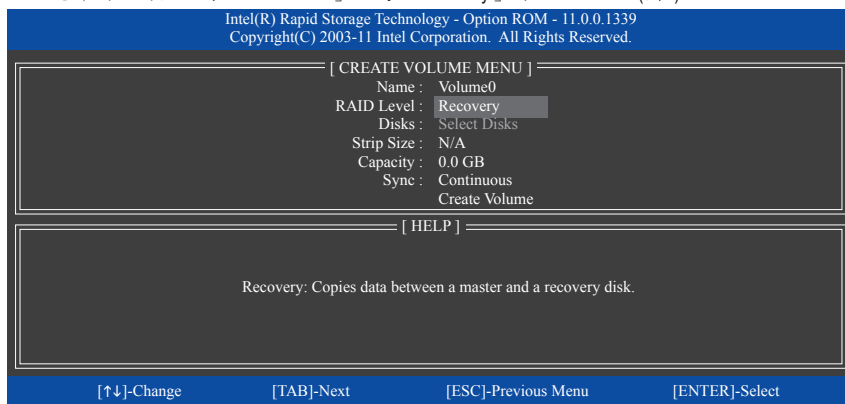 Intel(R) Rapid Storage Technology - Option ROM - 11.0.0.1339
Copyright(C) 2003-11 Intel Corporation. All Rights Reserved.
[ CREATE VOLUME MENU ]
Name : Volume0
RAID Level : Recovery
Disks : Select Disks
Strip Size : N/A
Capacity : 0.0 GB
Sync : Continuous
Create Volume
[ HELP ]
Recovery: Copies data between a master and a recovery disk.
[↑↓]-Change [TAB]-Next [ESC]-Previous Menu [ENTER]-Select